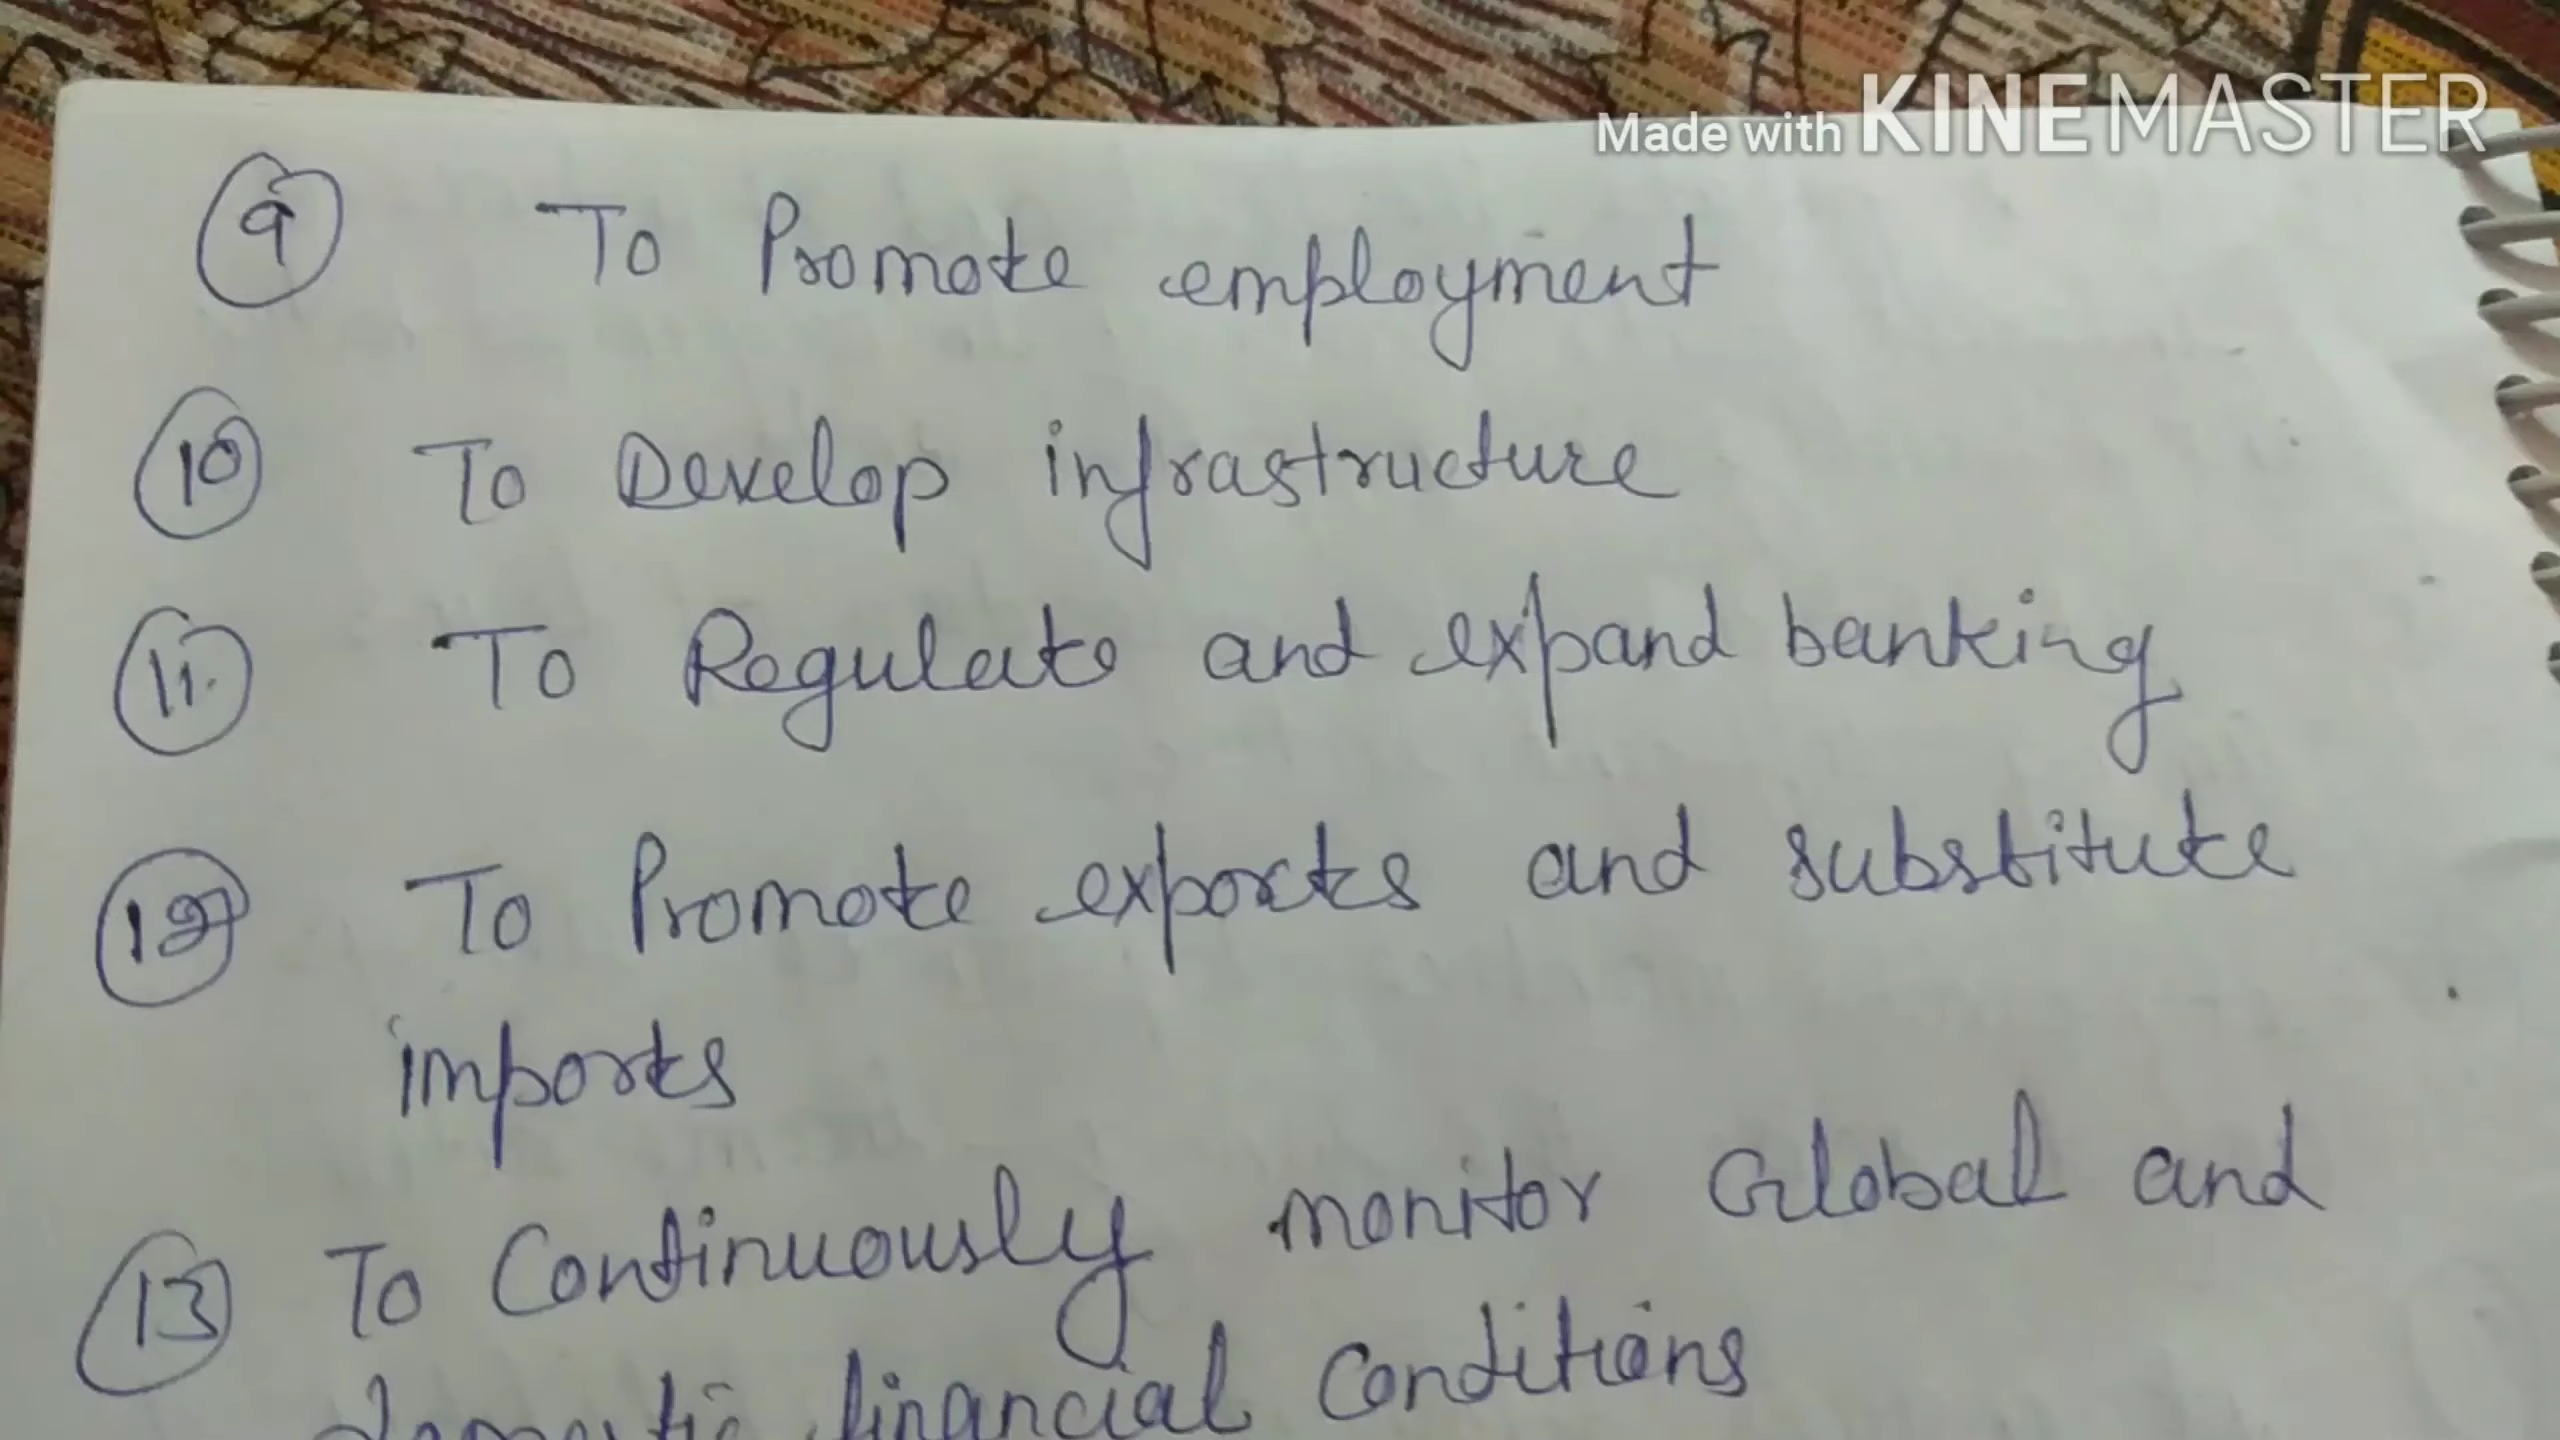 Made with KINEMASTER
9 To Promote employment
10 To Develop infrastructure
11. To Regulate and expand banking
12 To Promote exports and substitute
imports
13 To Continuously monitor Global and
domestic financial Conditions